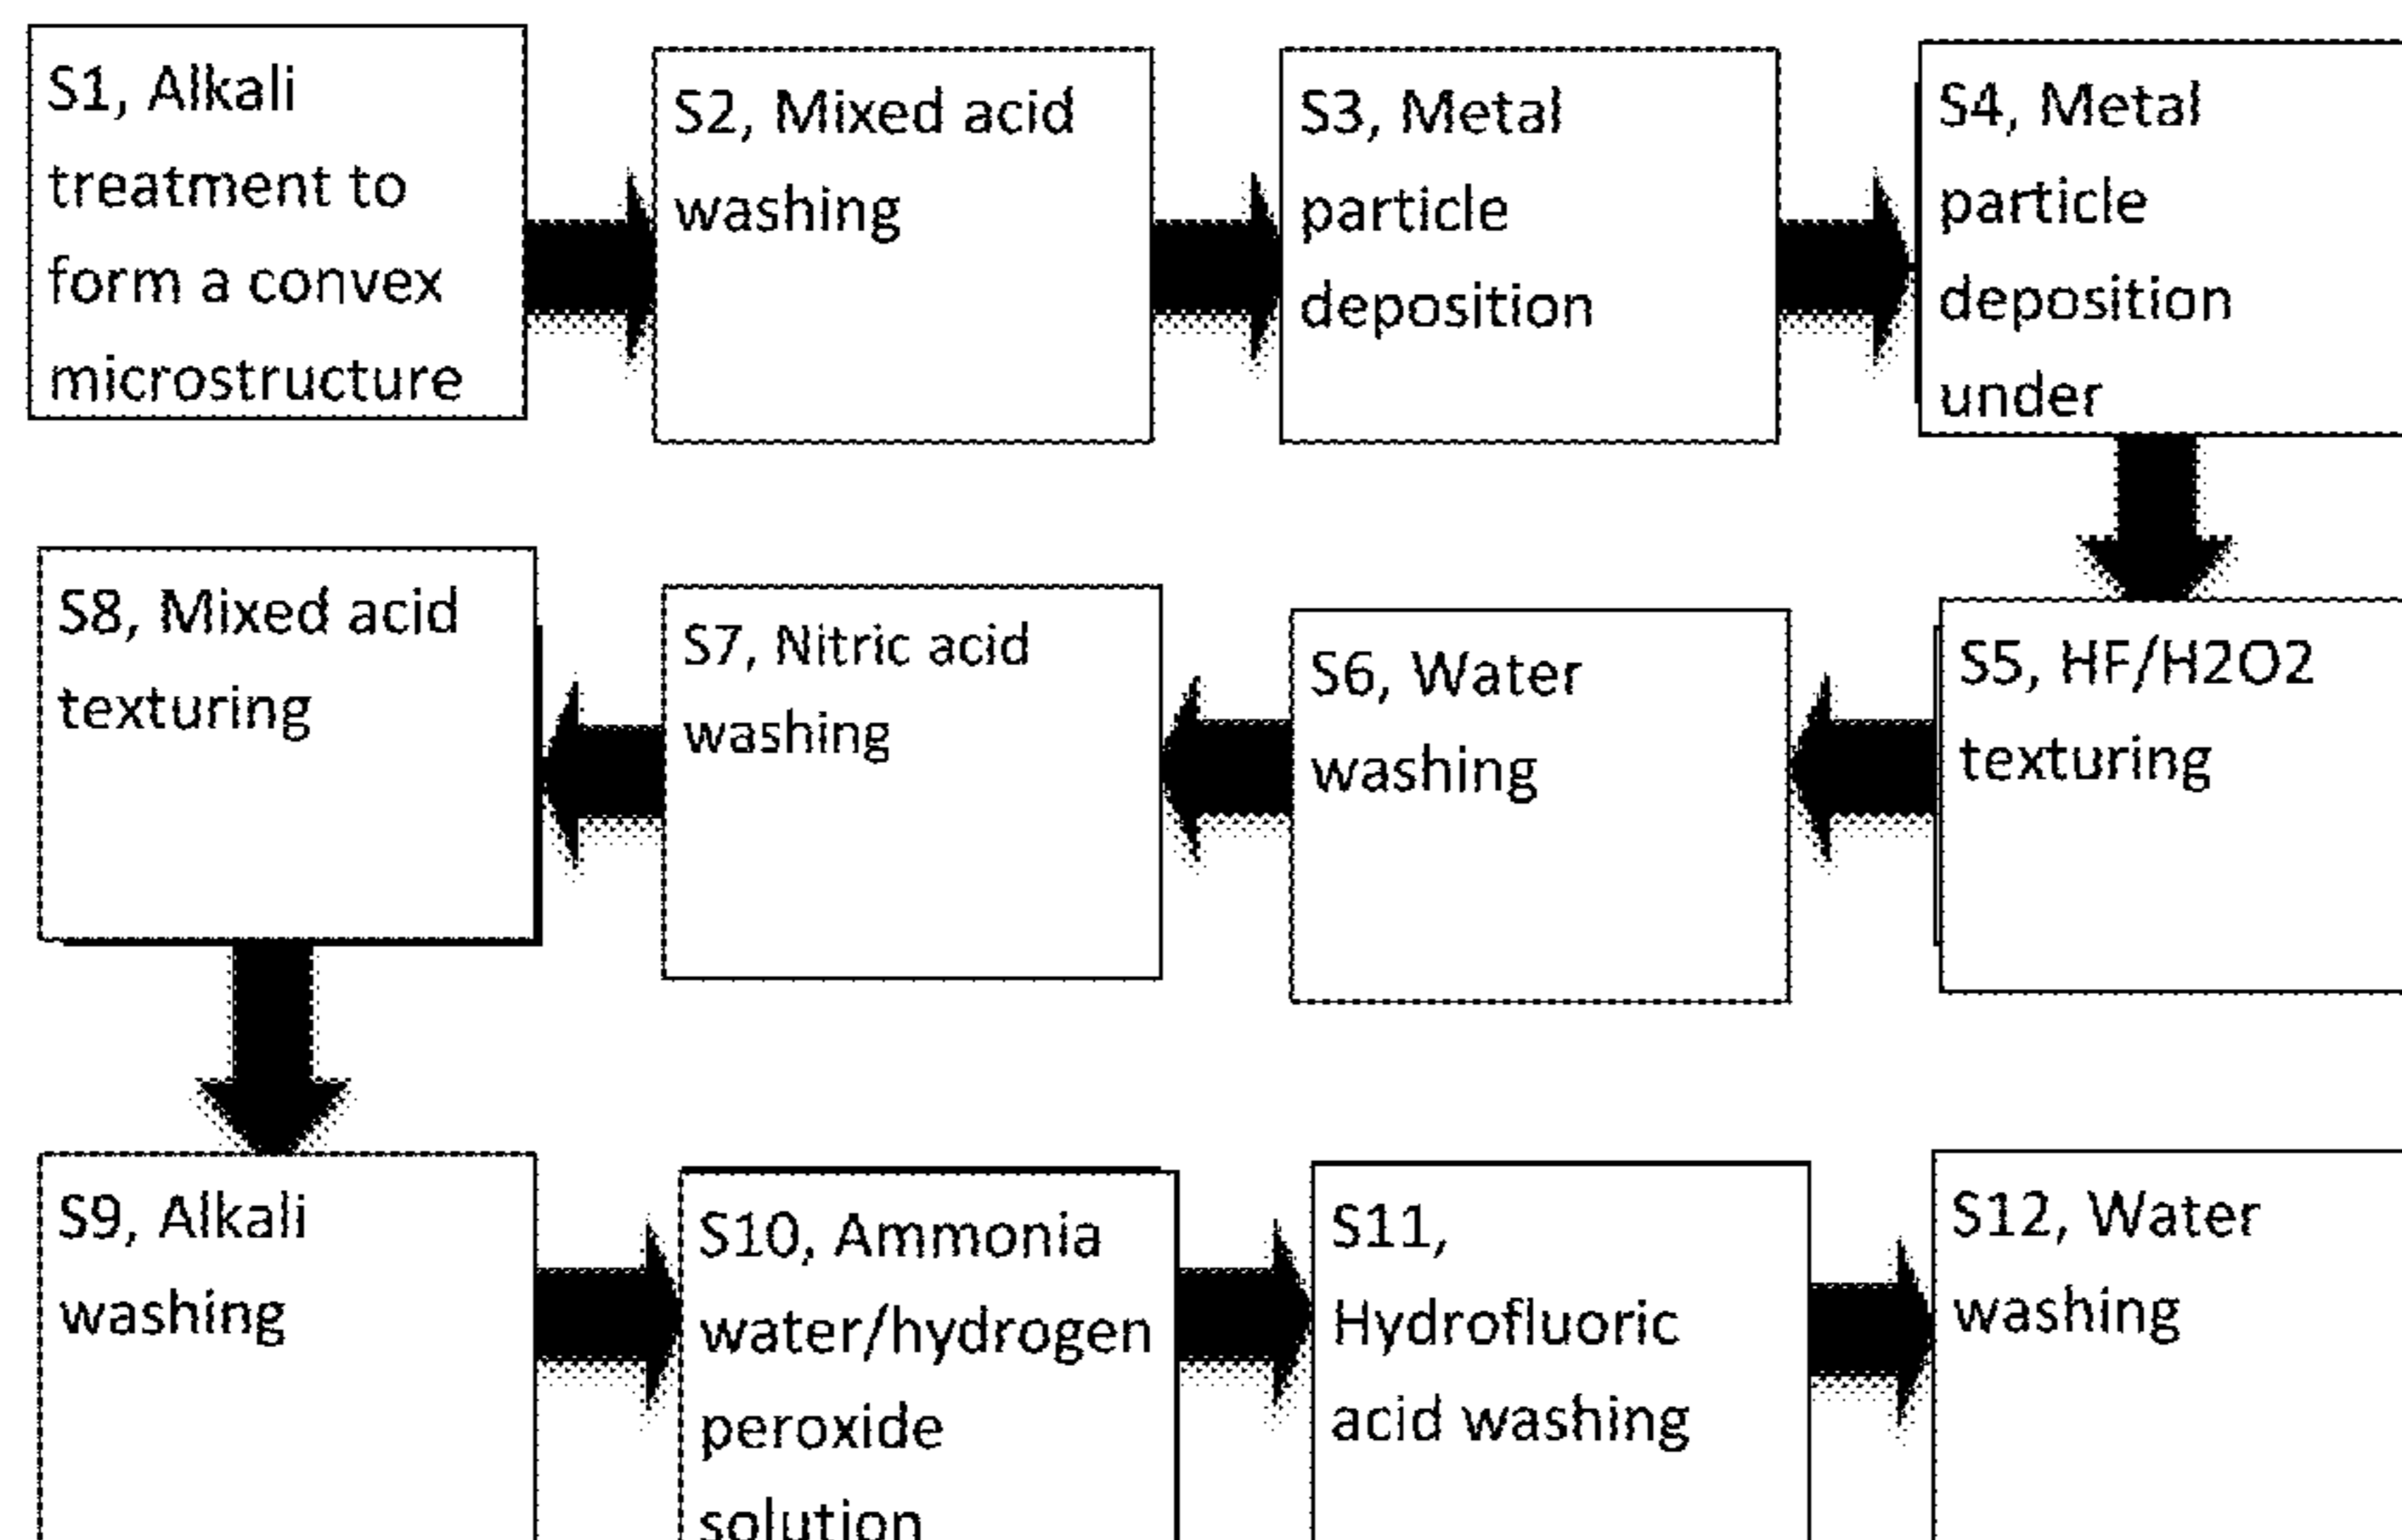 S1, Alkali
treatment to
form a convex
microstructure
S2, Mixed acid
washing
S3, Metal
particle
deposition
S4, Metal
particle
deposition
under
S5, HF/H2O2
texturing
S6, Water
washing
S7, Nitric acid
washing
S8, Mixed acid
texturing
S9, Alkali
washing
S10, Ammonia
water/hydrogen
peroxide
solution
S11,
Hydrofluoric
acid washing
S12, Water
washing